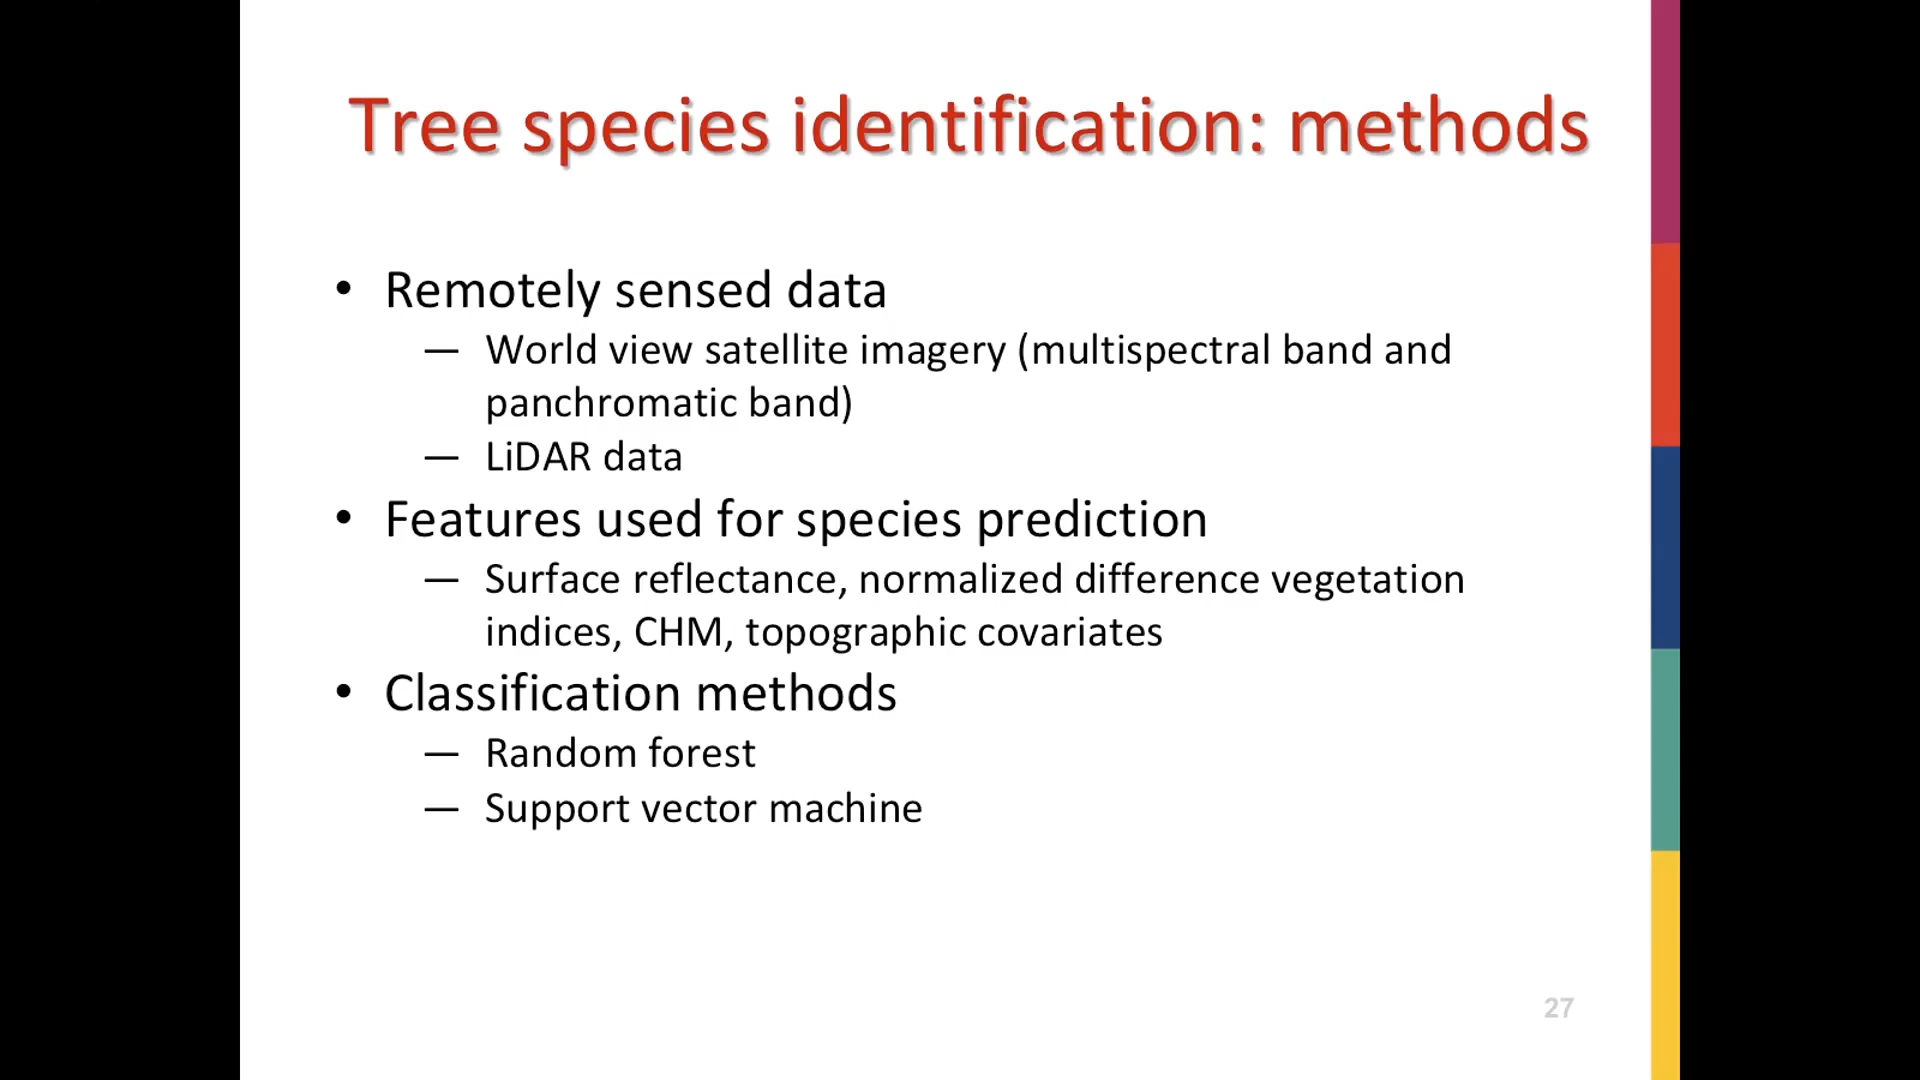 Tree species identification: methods
• Remotely sensed data
— World view satellite imagery (multispectral band and
panchromatic band)
— LiDAR data
• Features used for species prediction
— Surface reflectance, normalized difference vegetation
indices, CHM, topographic covariates
• Classification methods
— Random forest
— Support vector machine
27